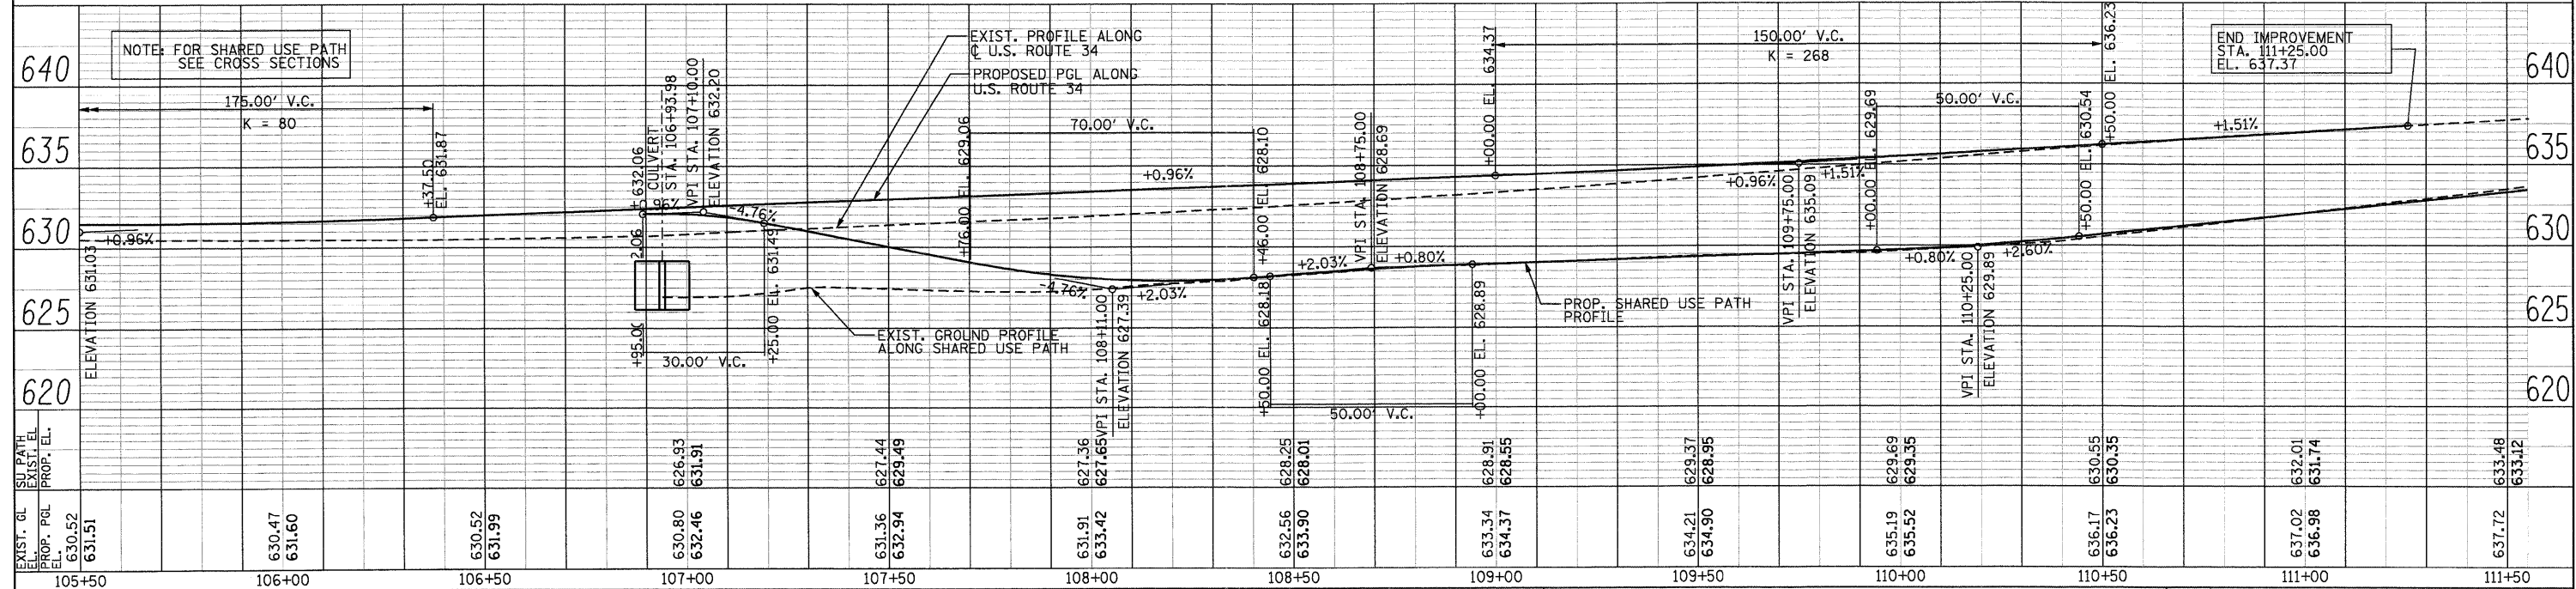 NOTE: FOR SHARED USE PATH
SEE CROSS SECTIONS
640
635
630
625
620
640
635
630
625
620
175.00' V.C.
K = 80
ELEVATION 631.03
+0.96%
+37.50
EL. 631.87
632.06
CULVERT
STA. 106+93.98
VPI STA. 107+10.00
ELEVATION 632.20
-4.76%
2.06
+95.00
30.00' V.C.
+25.00 EL. 631.49
EXIST. PROFILE ALONG
℄ U.S. ROUTE 34
PROPOSED PGL ALONG
U.S. ROUTE 34
+76.00 EL. 629.06
70.00' V.C.
+46.00 EL. 628.10
EXIST. GROUND PROFILE
ALONG SHARED USE PATH
-4.76%
+2.03%
VPI STA. 108+11.00
ELEVATION 627.39
+0.96%
+2.03%
+50.00 EL. 628.18
50.00' V.C.
+00.00 EL. 628.89
VPI STA. 108+75.00
ELEVATION 628.69
+0.80%
+00.00 EL. 634.37
150.00' V.C.
K = 268
+50.00 EL. 636.23
PROP. SHARED USE PATH
PROFILE
+0.96%
+1.51%
VPI STA. 109+75.00
ELEVATION 635.09
+00.00 EL. 629.69
50.00' V.C.
+50.00 EL. 630.54
+0.80%
+2.60%
VPI STA. 110+25.00
ELEVATION 629.89
+1.51%
END IMPROVEMENT
STA. 111+25.00
EL. 637.37
SU PATH
EXIST. EL
PROP. EL.
626.93 627.44 627.36 628.25 628.91 629.37 629.69 630.55 632.01 633.48
631.91 629.49 627.65 628.01 628.55 628.95 629.35 630.35 631.74 633.12
EXIST. GL
EL.
PROP. PGL
EL.
630.52 630.47 630.52 630.80 631.36 631.91 632.56 633.34 634.21 635.19 636.17 637.02 637.72
631.51 631.60 631.99 632.46 632.94 633.42 633.90 634.37 634.90 635.52 636.23 636.98
105+50 106+00 106+50 107+00 107+50 108+00 108+50 109+00 109+50 110+00 110+50 111+00 111+50